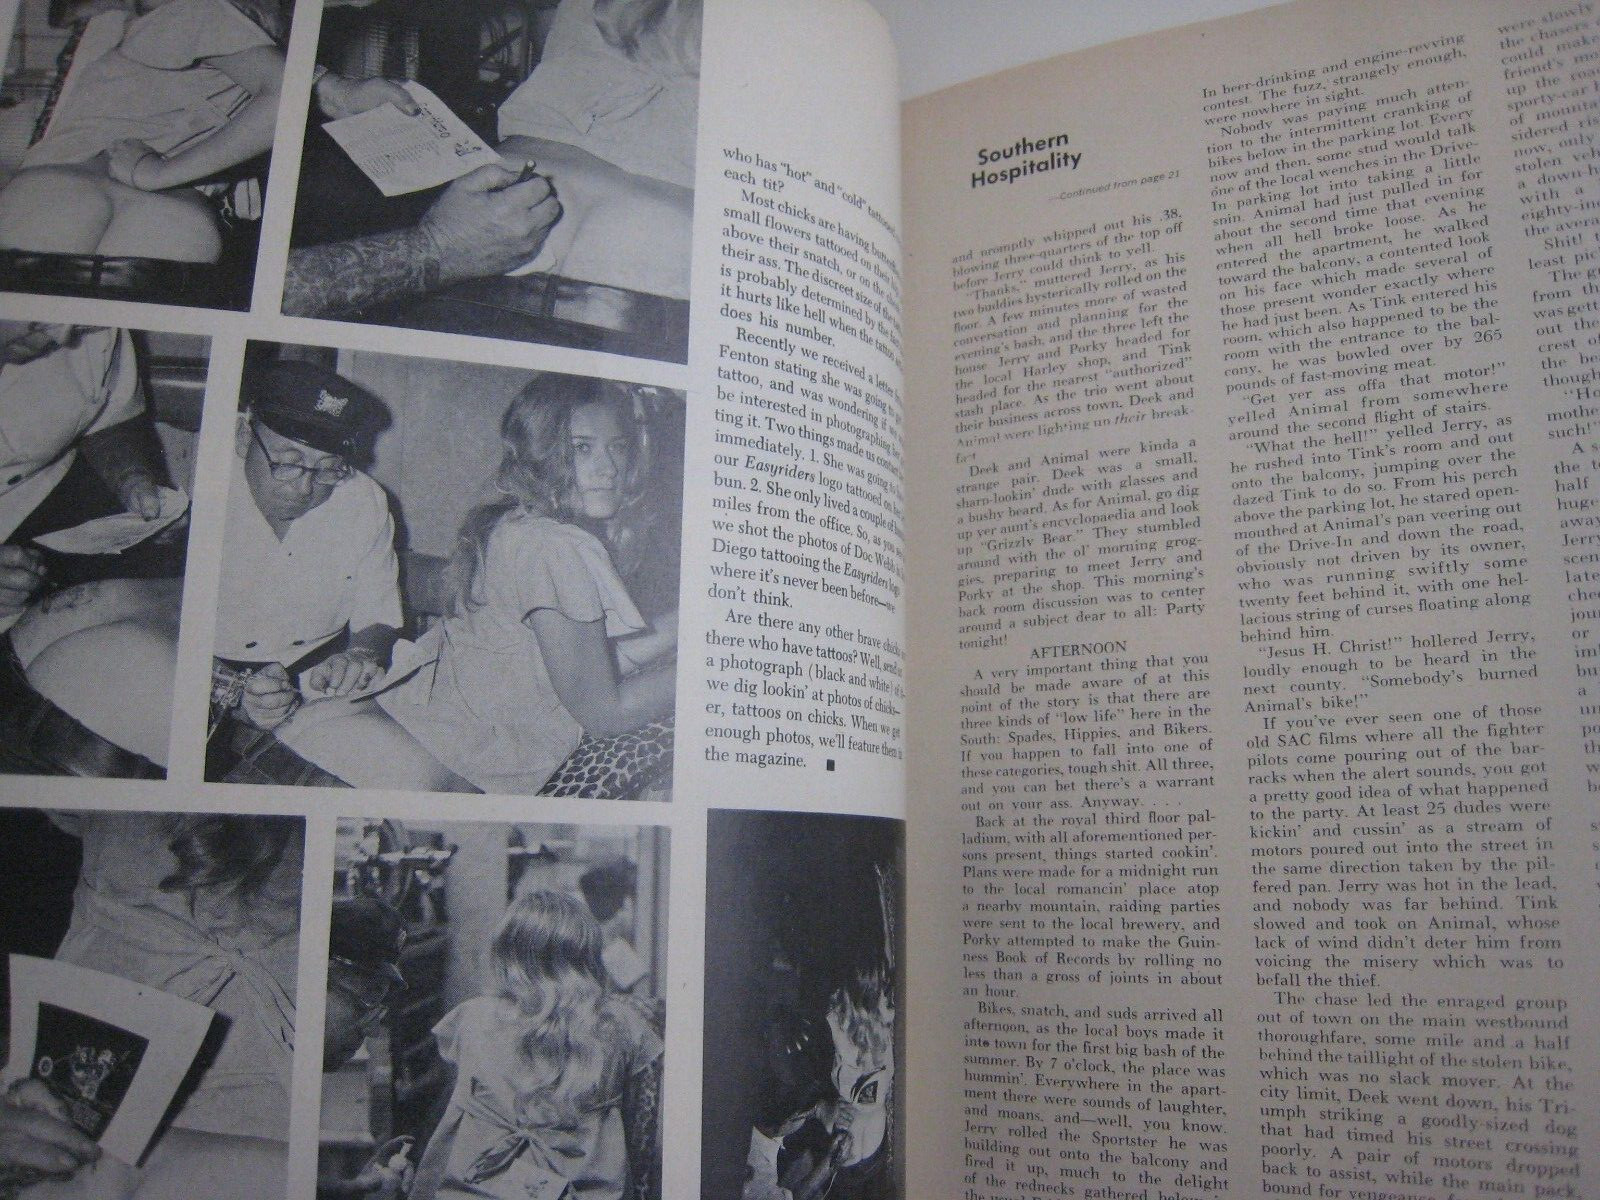 who has "hot" and "cold" tattooed
each tit?
Most chicks are having
small flowers tattooed on their
above their snatch, or on the
their ass. The discreet size of the
is probably determined by the
it hurts like hell when the tattoo
does his number.
Recently we received a letter
Fenton stating she was going to
tattoo, and was wondering if
be interested in photographing her
ting it. Two things made us contact
immediately. 1. She was going to
our Easyriders logo tattooed on
bun. 2. She only lived a couple of
miles from the office. So, as you
we shot the photos of Doc Webb
Diego tattooing the Easyriders logo
where it's never been before—we
don't think.
Are there any other brave chicks
there who have tattoos? Well, send
a photograph (black and white) of
we dig lookin' at photos of chicks—
er, tattoos on chicks. When we get
enough photos, we'll feature them in
the magazine. ■
Southern
Hospitality
—Continued from page 21
and promptly whipped out his .38,
blowing three-quarters of the top off
before Jerry could think to yell.
"Thanks," muttered Jerry, as his
two buddies hysterically rolled on the
floor. A few minutes more of wasted
conversation and planning for the
evening's bash, and the three left the
house Jerry and Porky headed for
the local Harley shop, and Tink
headed for the nearest "authorized"
stash place. As the trio went about
their business across town, Deek and
Animal were lighting up their break-
fast
Deek and Animal were kinda a
strange pair. Deek was a small,
sharp-lookin' dude with glasses and
a bushy beard. As for Animal, go dig
up yer aunt's encyclopaedia and look
up "Grizzly Bear." They stumbled
around with the ol' morning grog-
gies, preparing to meet Jerry and
Porky at the shop. This morning's
back room discussion was to center
around a subject dear to all: Party
tonight!
AFTERNOON
A very important thing that you
should be made aware of at this
point of the story is that there are
three kinds of "low life" here in the
South: Spades, Hippies, and Bikers.
If you happen to fall into one of
these categories, tough shit. All three,
and you can bet there's a warrant
out on your ass. Anyway. . . .
Back at the royal third floor pal-
ladium, with all aforementioned per-
sons present, things started cookin'.
Plans were made for a midnight run
to the local romancin' place atop
a nearby mountain, raiding parties
were sent to the local brewery, and
Porky attempted to make the Guin-
ness Book of Records by rolling no
less than a gross of joints in about
an hour.
Bikes, snatch, and suds arrived all
afternoon, as the local boys made it
into town for the first big bash of the
summer. By 7 o'clock, the place was
hummin'. Everywhere in the apart-
ment there were sounds of laughter,
and moans, and—well, you know.
Jerry rolled the Sportster he was
building out onto the balcony and
fired it up, much to the delight
of the rednecks gathered below
In beer-drinking and engine-revving
contest. The fuzz, strangely enough,
were nowhere in sight.
Nobody was paying much atten-
tion to the intermittent cranking of
bikes below in the parking lot. Every
now and then, some stud would talk
one of the local wenches in the Drive-
In parking lot into taking a little
spin. Animal had just pulled in for
about the second time that evening
when all hell broke loose. As he
entered the apartment, he walked
toward the balcony, a contented look
on his face which made several of
those present wonder exactly where
he had just been. As Tink entered his
room, which also happened to be the
room with the entrance to the bal-
cony, he was bowled over by 265
pounds of fast-moving meat.
"Get yer ass offa that motor!"
yelled Animal from somewhere
around the second flight of stairs.
"What the hell!" yelled Jerry, as
he rushed into Tink's room and out
onto the balcony, jumping over the
dazed Tink to do so. From his perch
above the parking lot, he stared open-
mouthed at Animal's pan veering out
of the Drive-In and down the road,
obviously not driven by its owner,
who was running swiftly some
twenty feet behind it, with one hel-
lacious string of curses floating along
behind him.
"Jesus H. Christ!" hollered Jerry,
loudly enough to be heard in the
next county. "Somebody's burned
Animal's bike!"
If you've ever seen one of those
old SAC films where all the fighter
pilots come pouring out of the bar-
racks when the alert sounds, you got
a pretty good idea of what happened
to the party. At least 25 dudes were
kickin' and cussin' as a stream of
motors poured out into the street in
the same direction taken by the pil-
fered pan. Jerry was hot in the lead,
and nobody was far behind. Tink
slowed and took on Animal, whose
lack of wind didn't deter him from
voicing the misery which was to
befall the thief.
The chase led the enraged group
out of town on the main westbound
thoroughfare, some mile and a half
behind the taillight of the stolen bike,
which was no slack mover. At the
city limit, Deek went down, his Tri-
umph striking a goodly-sized dog
that had timed his street crossing
poorly. A pair of motors dropped
back to assist, while the main pack,
bound for vengeance
were slowly
the chasers
could make
friend's
up the road
sporty-car
of
sidered
now, only
stolen
a down-
with a
eighty-
the
Shit!
least
The
from the
was
out the
crest of
the
though
such!"
A
the
half
huge
away
Jerry